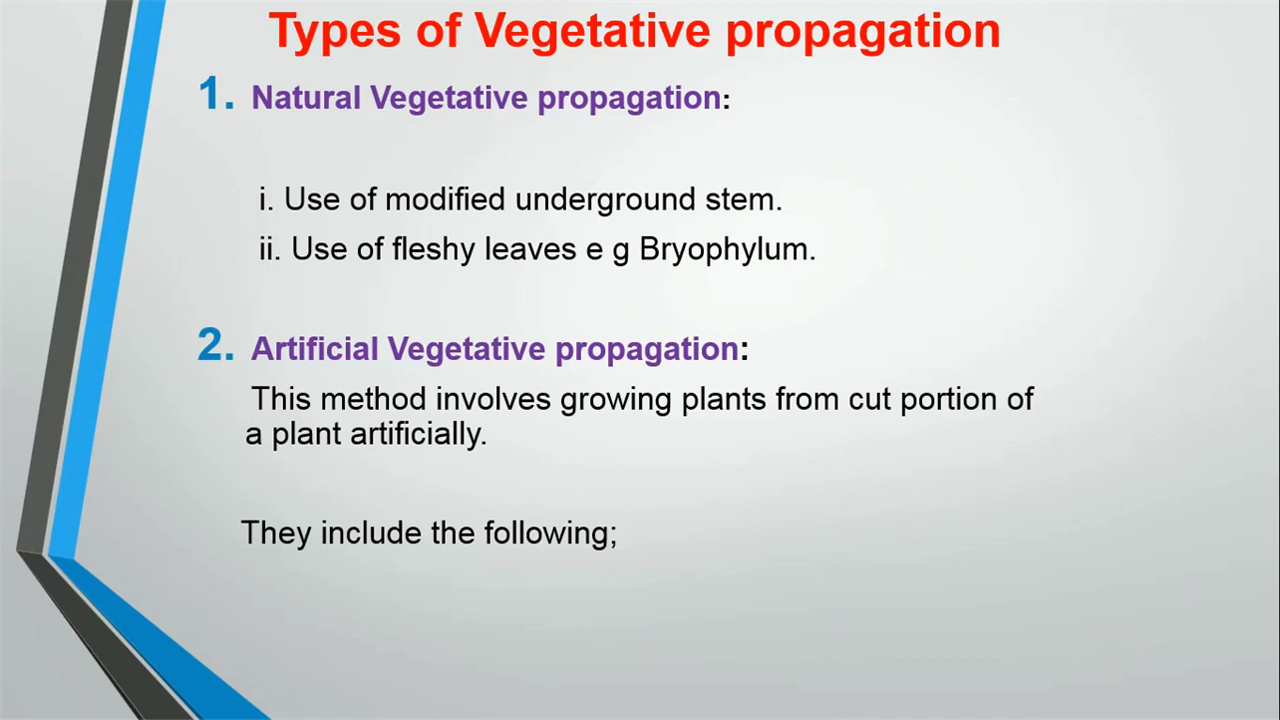 Types of Vegetative propagation
1. Natural Vegetative propagation:
i. Use of modified underground stem.
ii. Use of fleshy leaves e g Bryophylum.
2. Artificial Vegetative propagation:
This method involves growing plants from cut portion of
a plant artificially.
They include the following;